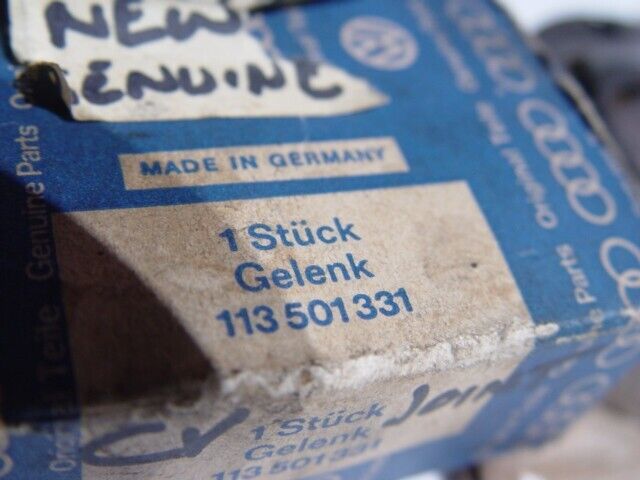 NEW
GENUINE
MADE IN GERMANY
1 Stück
Gelenk
113 501 331
Genuine Parts
Original Teile
Parts
CV JOINT
1 Stück
Gelenk
113 501 331